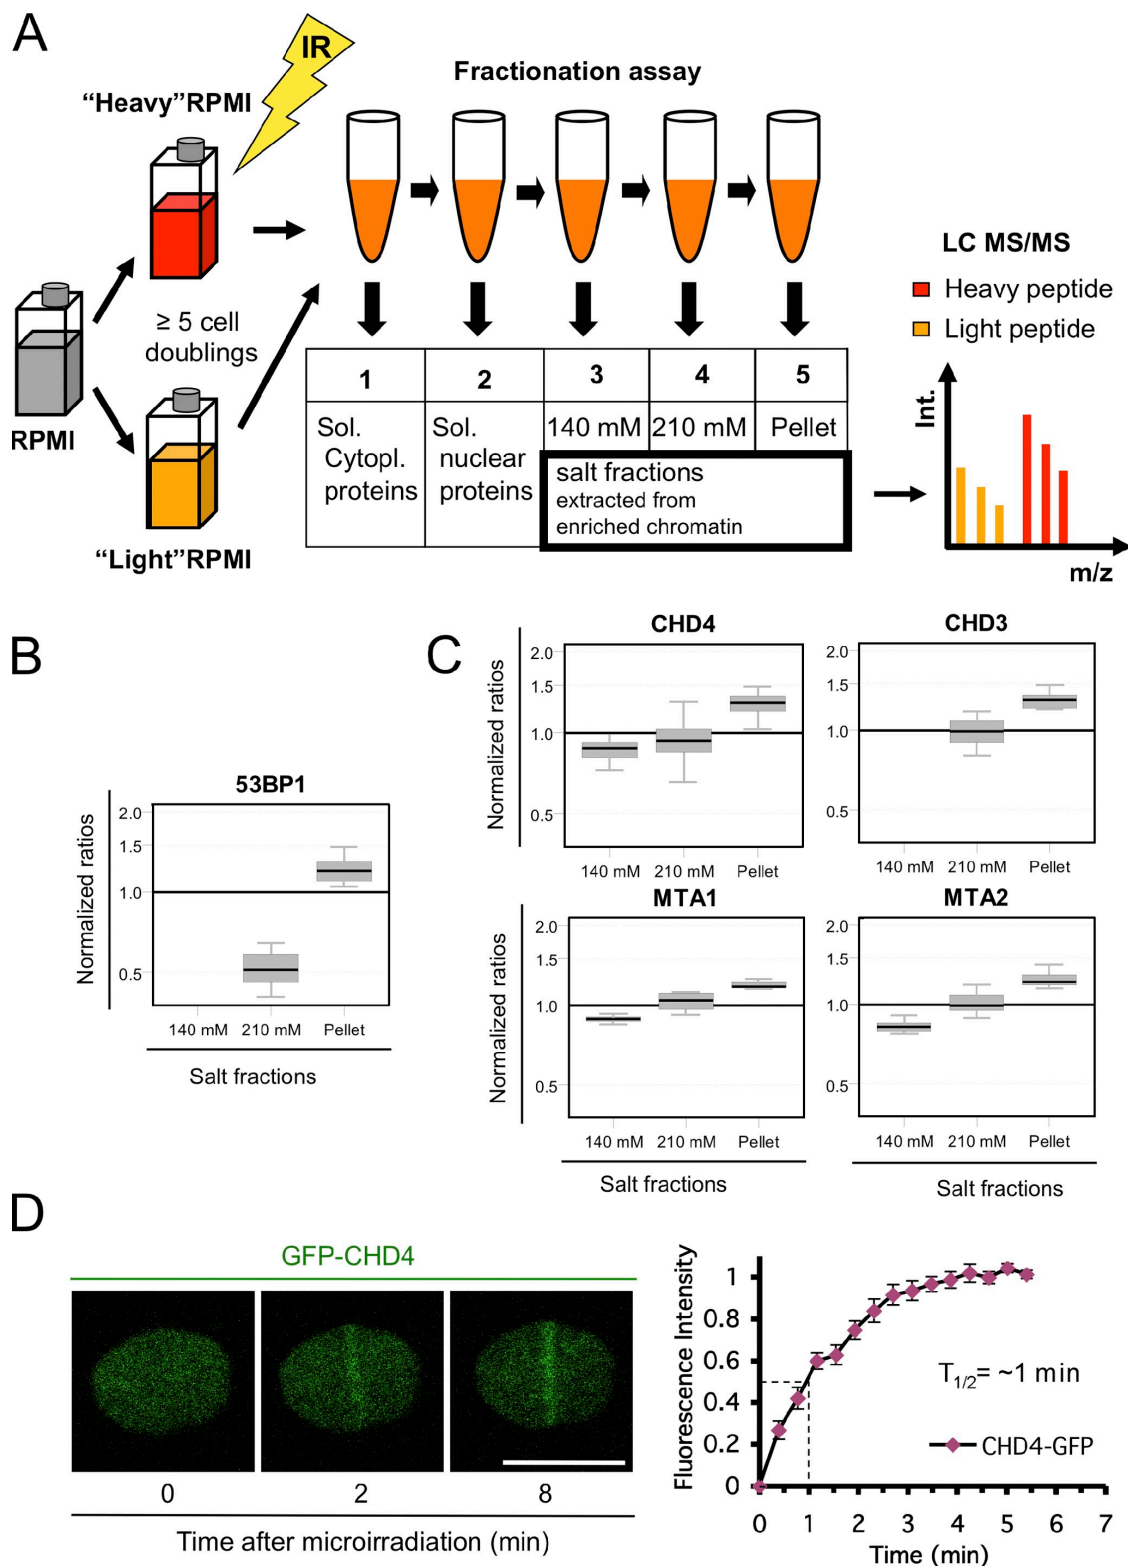 A
IR
Fractionation assay
“Heavy”RPMI
LC MS/MS
Heavy peptide
Light peptide
≥ 5 cell
doublings
RPMI
“Light”RPMI
1 2 3 4 5
Sol.
Cytopl.
proteins
Sol.
nuclear
proteins
140 mM 210 mM Pellet
salt fractions
extracted from
enriched chromatin
Int.
m/z
B
53BP1
Normalized ratios
2.0
1.5
1.0
0.5
140 mM 210 mM Pellet
Salt fractions
C
CHD4
Normalized ratios
2.0
1.5
1.0
0.5
140 mM 210 mM Pellet
CHD3
2.0
1.5
1.0
0.5
140 mM 210 mM Pellet
MTA1
Normalized ratios
2.0
1.5
1.0
0.5
140 mM 210 mM Pellet
Salt fractions
MTA2
2.0
1.5
1.0
0.5
140 mM 210 mM Pellet
Salt fractions
D
GFP-CHD4
0 2 8
Time after microirradiation (min)
Fluorescence Intensity
1
0.8
0.6
0.4
0.2
0
T1/2= ~1 min
CHD4-GFP
0 1 2 3 4 5 6 7
Time (min)